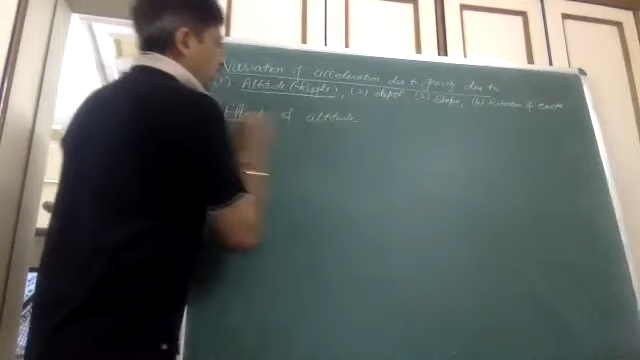 Variation of acceleration due to gravity due to
(1) Altitude (height), (2) depth (3) Shape, (4) Rotation of earth
Effect of altitude